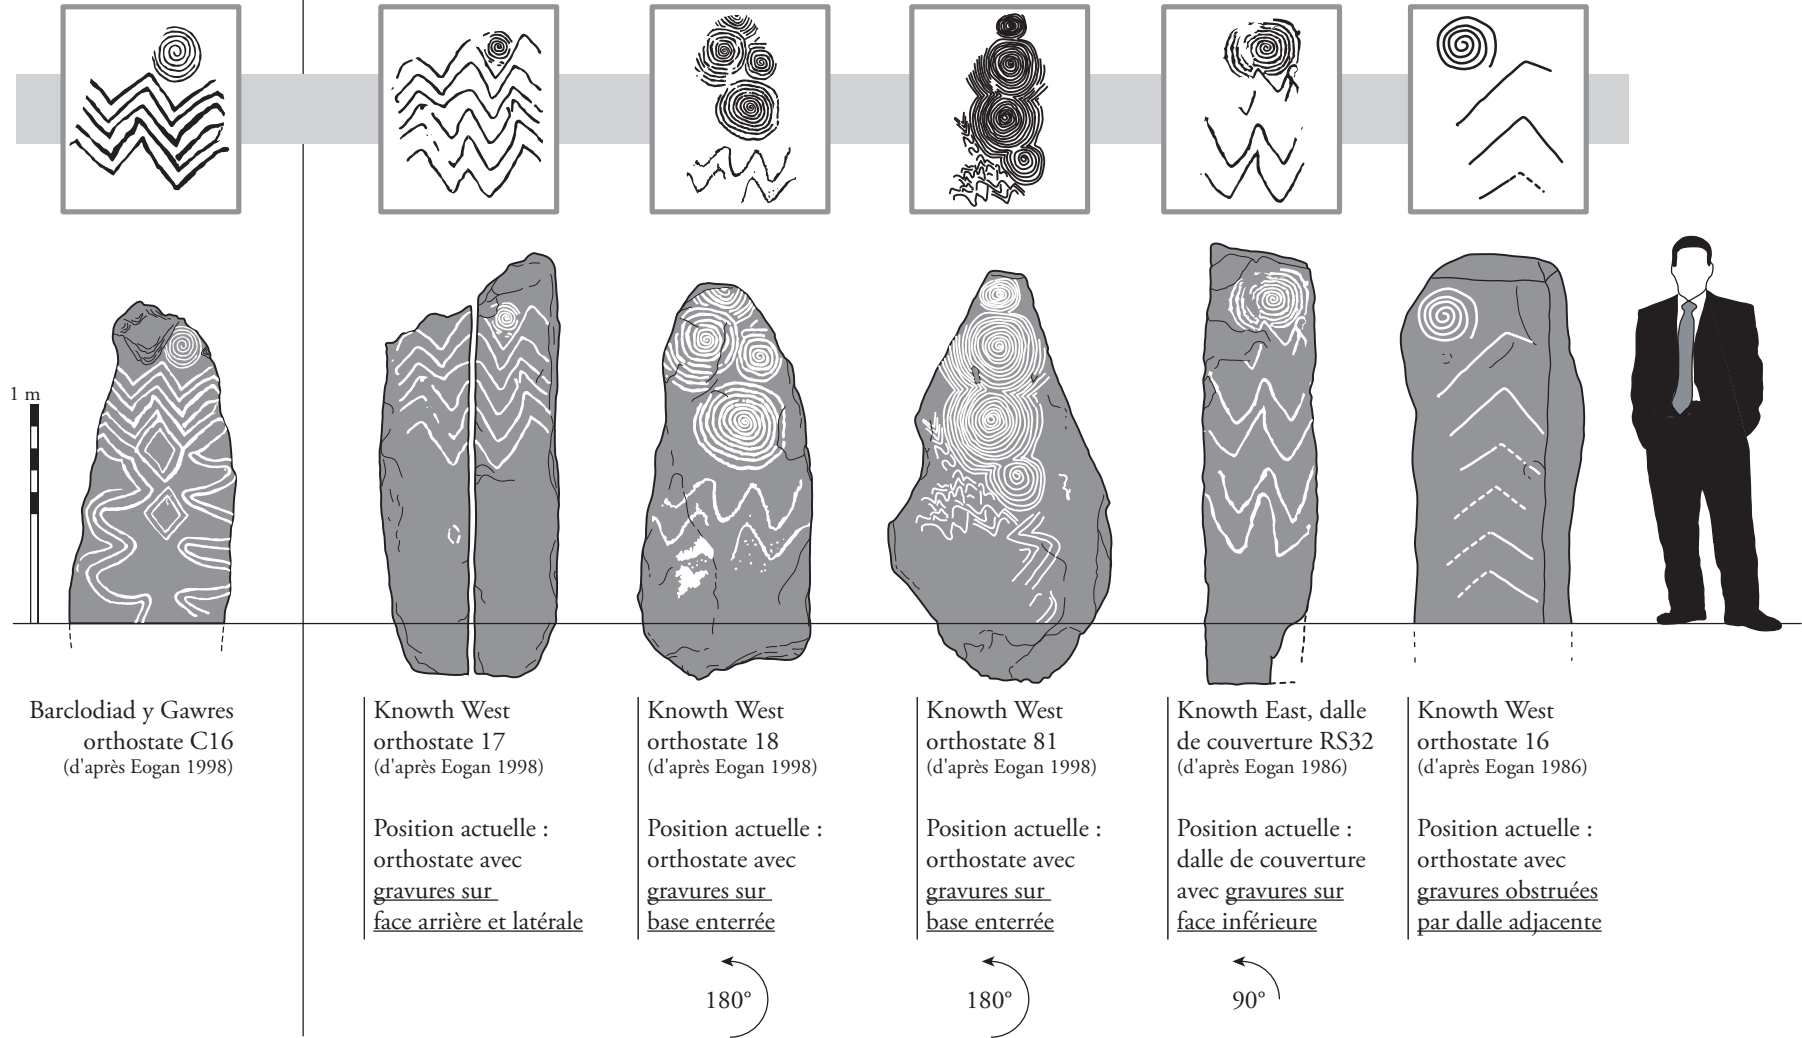 1 m
Barclodiad y Gawres
orthostate C16
(d'après Eogan 1998)
Knowth West
orthostate 17
(d'après Eogan 1998)
Position actuelle :
orthostate avec
gravures sur
face arrière et latérale
Knowth West
orthostate 18
(d'après Eogan 1998)
Position actuelle :
orthostate avec
gravures sur
base enterrée
180°
Knowth West
orthostate 81
(d'après Eogan 1998)
Position actuelle :
orthostate avec
gravures sur
base enterrée
180°
Knowth East, dalle
de couverture RS32
(d'après Eogan 1986)
Position actuelle :
dalle de couverture
avec gravures sur
face inférieure
90°
Knowth West
orthostate 16
(d'après Eogan 1986)
Position actuelle :
orthostate avec
gravures obstruées
par dalle adjacente